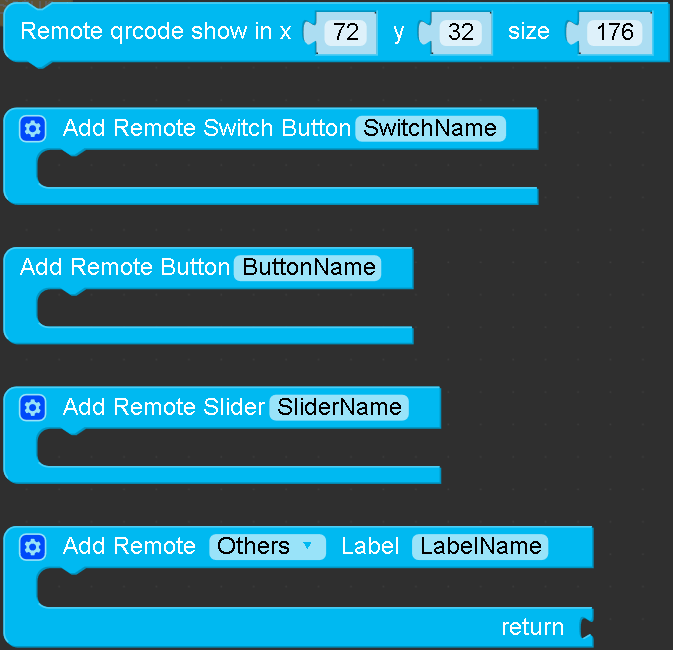 Remote qrcode show in x 72 y 32 size 176
Add Remote Switch Button SwitchName
Add Remote Button ButtonName
Add Remote Slider SliderName
Add Remote Others Label LabelName
return